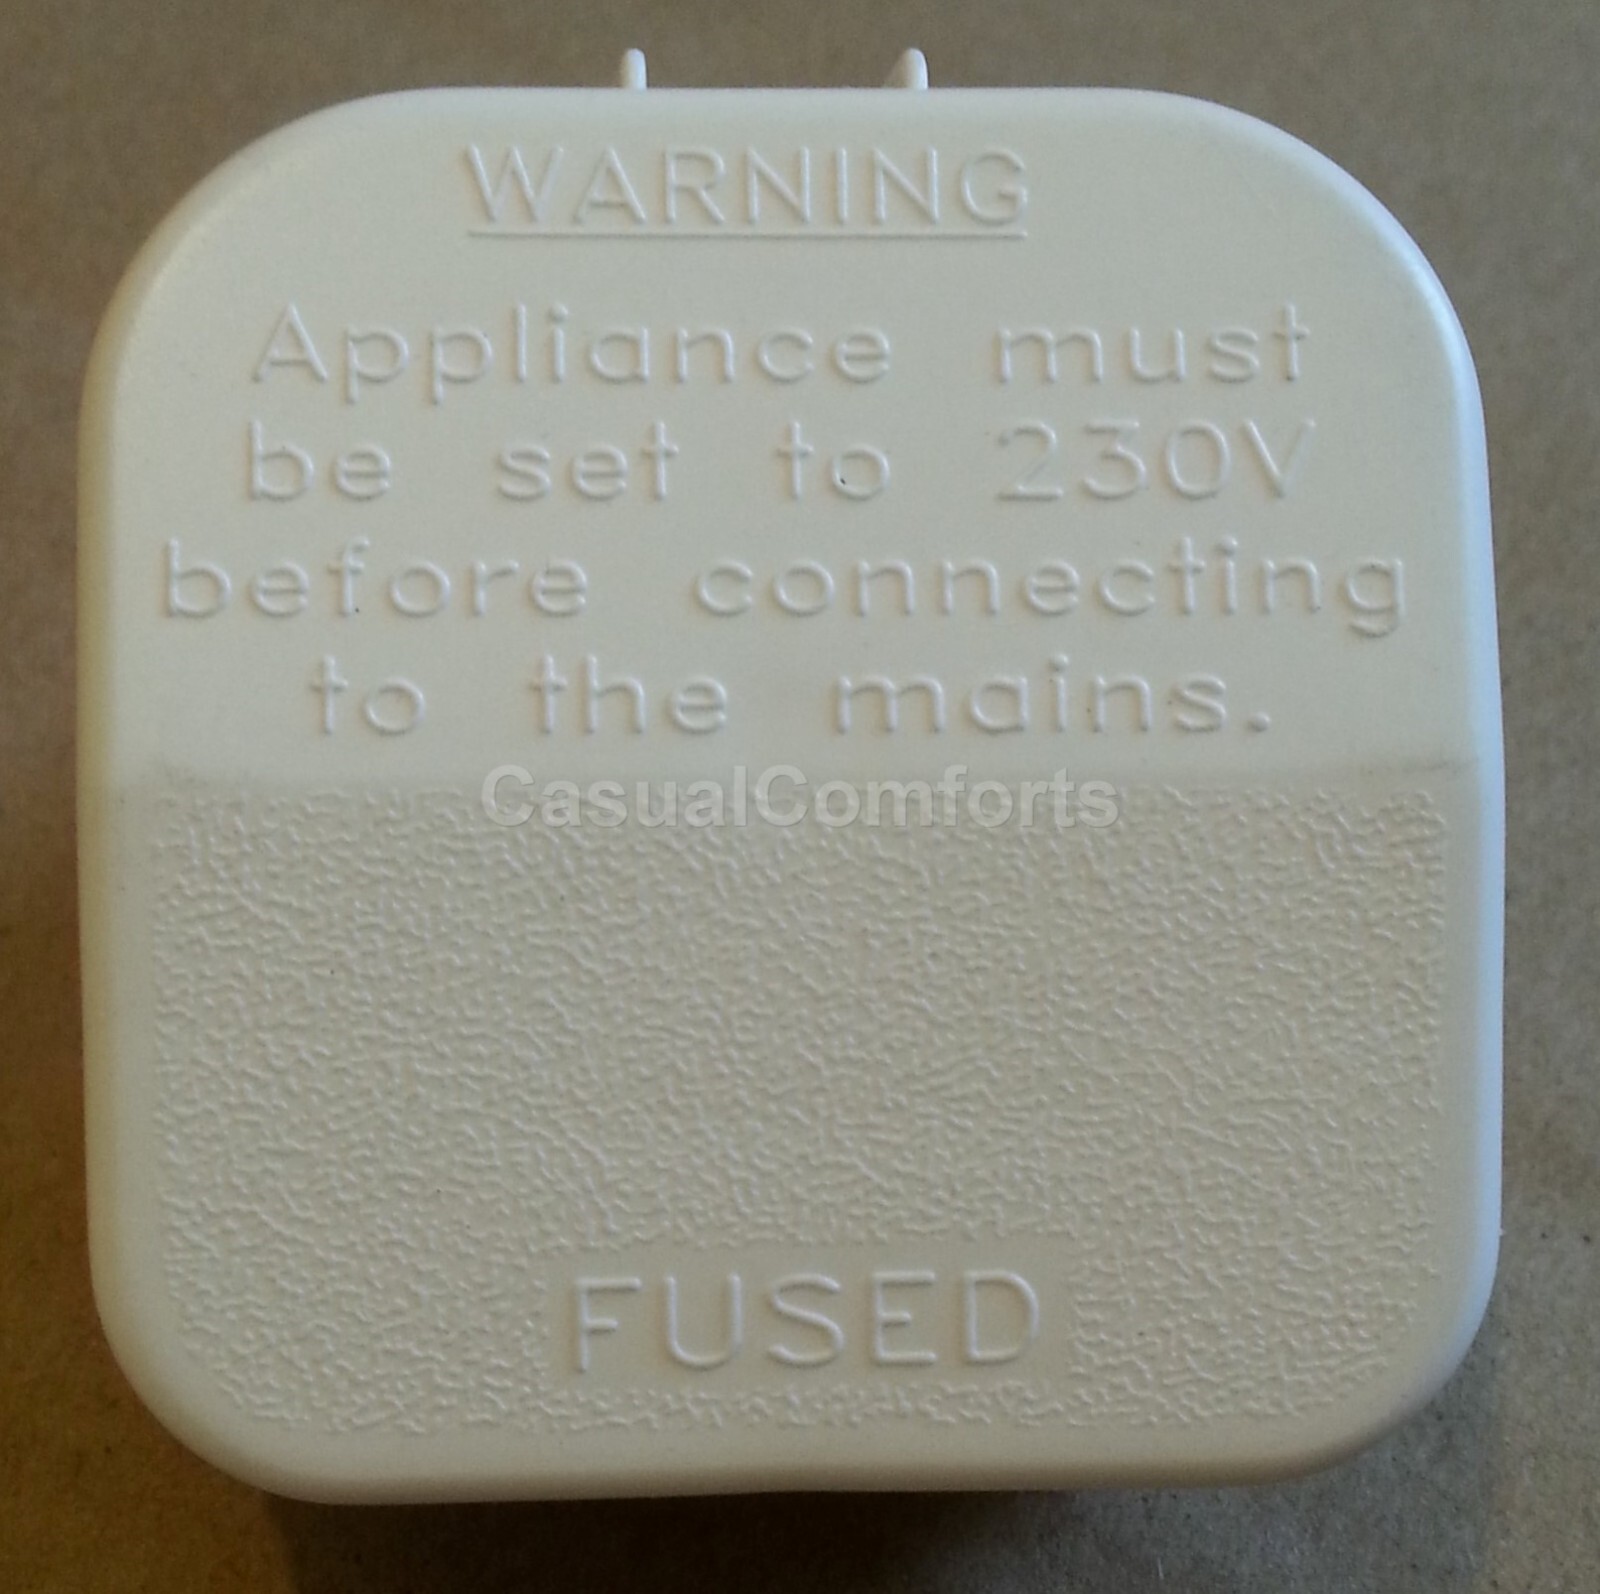 WARNING
Appliance must
be set to 230V
before connecting
to the mains.
CasualComforts
FUSED